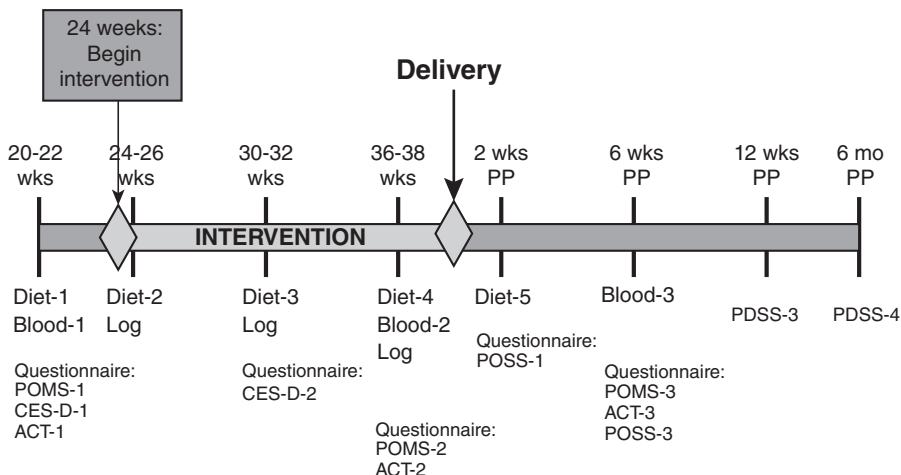 24 weeks:
Begin
intervention
Delivery
20-22
wks
24-26
wks
30-32
wks
36-38
wks
2 wks
PP
6 wks
PP
12 wks
PP
6 mo
PP
INTERVENTION
Diet-1
Blood-1
Diet-2
Log
Diet-3
Log
Diet-4
Blood-2
Log
Diet-5
Blood-3
PDSS-3
PDSS-4
Questionnaire:
POMS-1
CES-D-1
ACT-1
Questionnaire:
CES-D-2
Questionnaire:
POMS-2
ACT-2
Questionnaire:
POSS-1
Questionnaire:
POMS-3
ACT-3
POSS-3